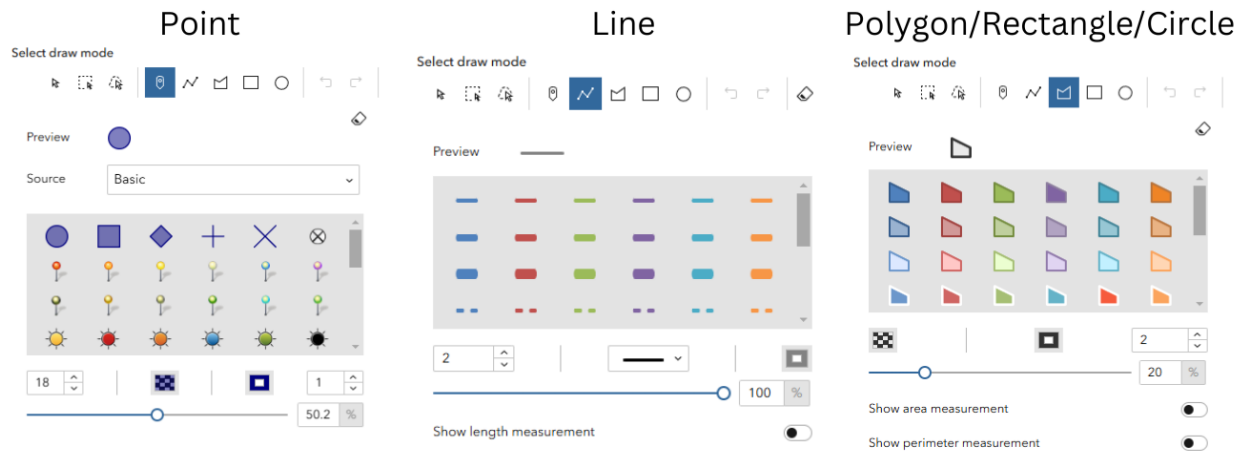 Point
Select draw mode
Preview
Source
Basic
18
1
50.2 %
Line
Select draw mode
Preview
2
100 %
Show length measurement
Polygon/Rectangle/Circle
Select draw mode
Preview
2
20 %
Show area measurement
Show perimeter measurement